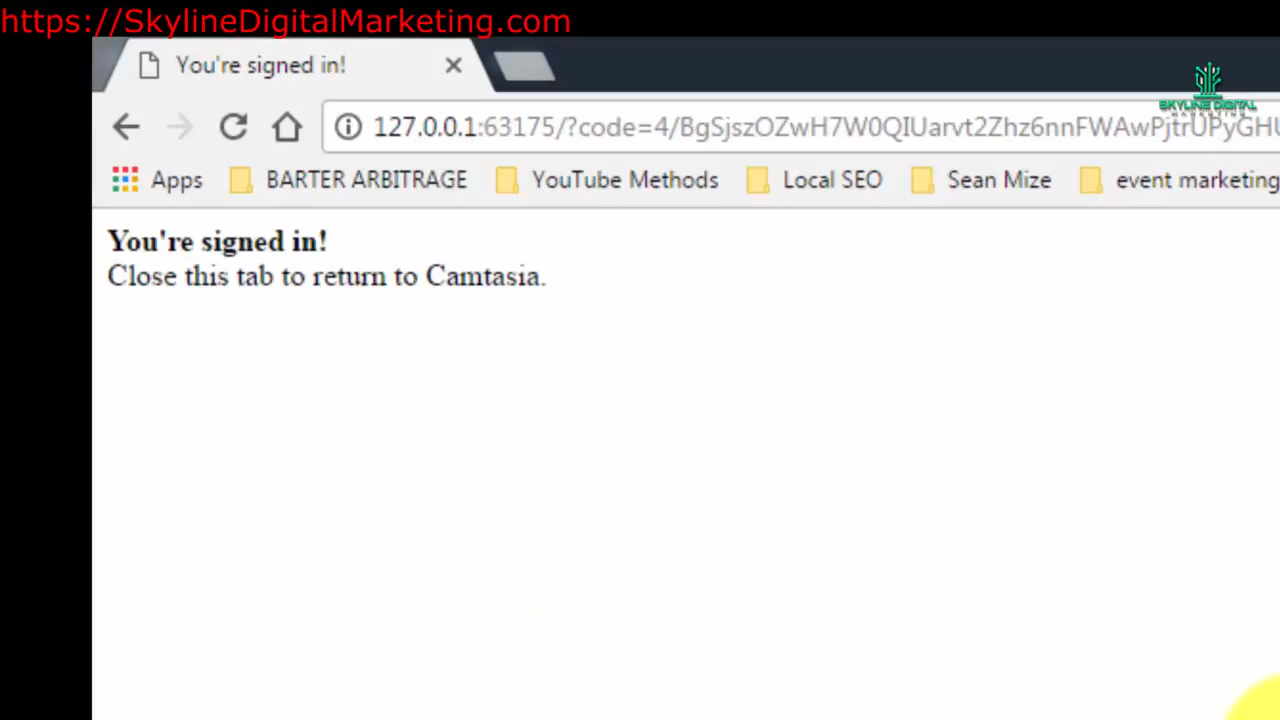 https://SkylineDigitalMarketing.com
You're signed in!
SKYLINE DIGITAL
MARKETING
127.0.0.1:63175/?code=4/BgSjszOZwH7W0QIUarvt2Zhz6nnFWAwPjtrUPyGHU
Apps BARTER ARBITRAGE YouTube Methods Local SEO Sean Mize event marketing
You're signed in!
Close this tab to return to Camtasia.